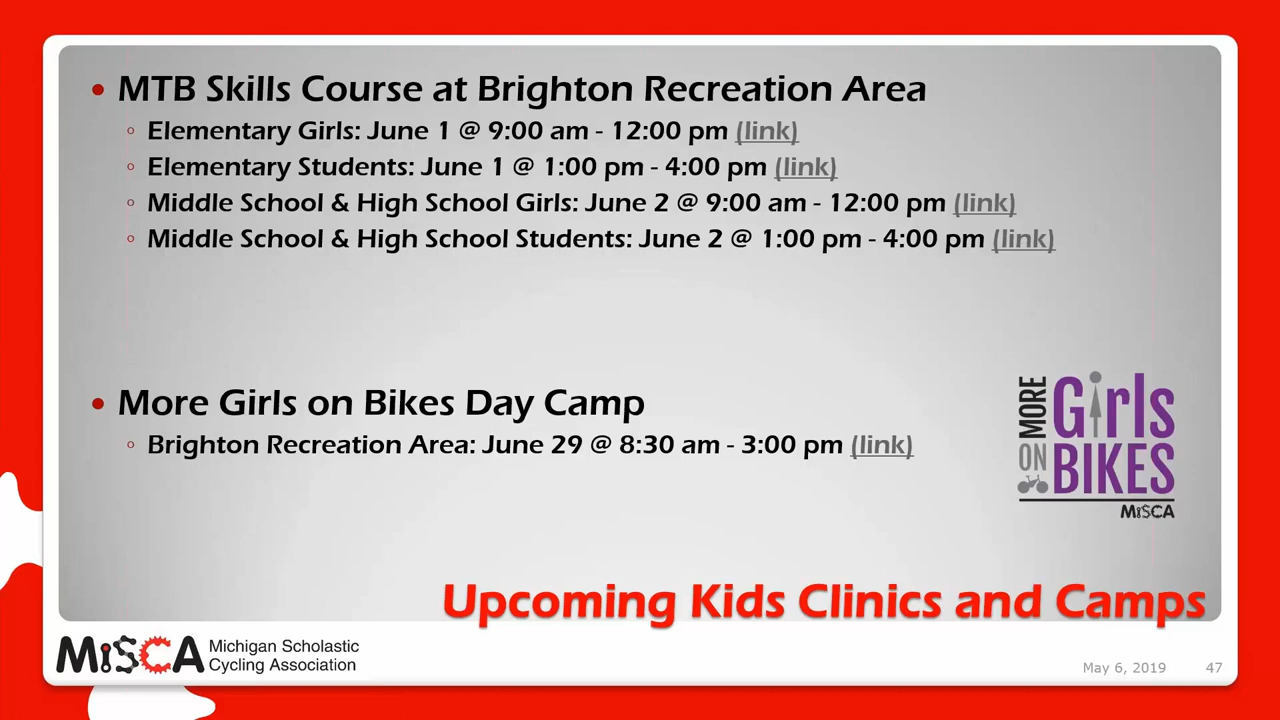 • MTB Skills Course at Brighton Recreation Area
◦ Elementary Girls: June 1 @ 9:00 am - 12:00 pm (link)
◦ Elementary Students: June 1 @ 1:00 pm - 4:00 pm (link)
◦ Middle School & High School Girls: June 2 @ 9:00 am - 12:00 pm (link)
◦ Middle School & High School Students: June 2 @ 1:00 pm - 4:00 pm (link)
• More Girls on Bikes Day Camp
◦ Brighton Recreation Area: June 29 @ 8:30 am - 3:00 pm (link)
MORE Girls
ON BIKES
MiSCA
Upcoming Kids Clinics and Camps
MiSCA
Michigan Scholastic
Cycling Association
May 6, 2019
47